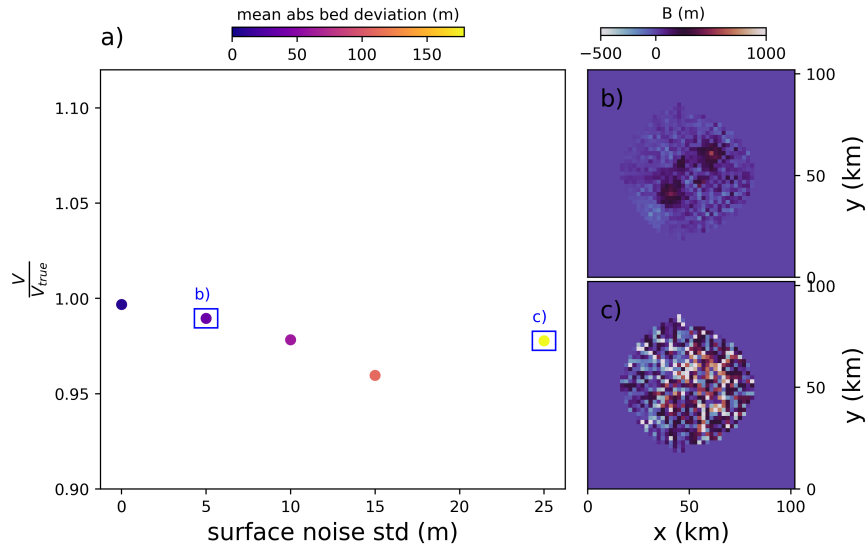 a)
mean abs bed deviation (m)
0 50 100 150
1.10
1.05
1.00
0.95
0.90
V
V_true
b)
c)
0 5 10 15 20 25
surface noise std (m)
B (m)
−500 0 1000
b)
100
50
0
y (km)
c)
100
50
0
y (km)
0 50 100
x (km)